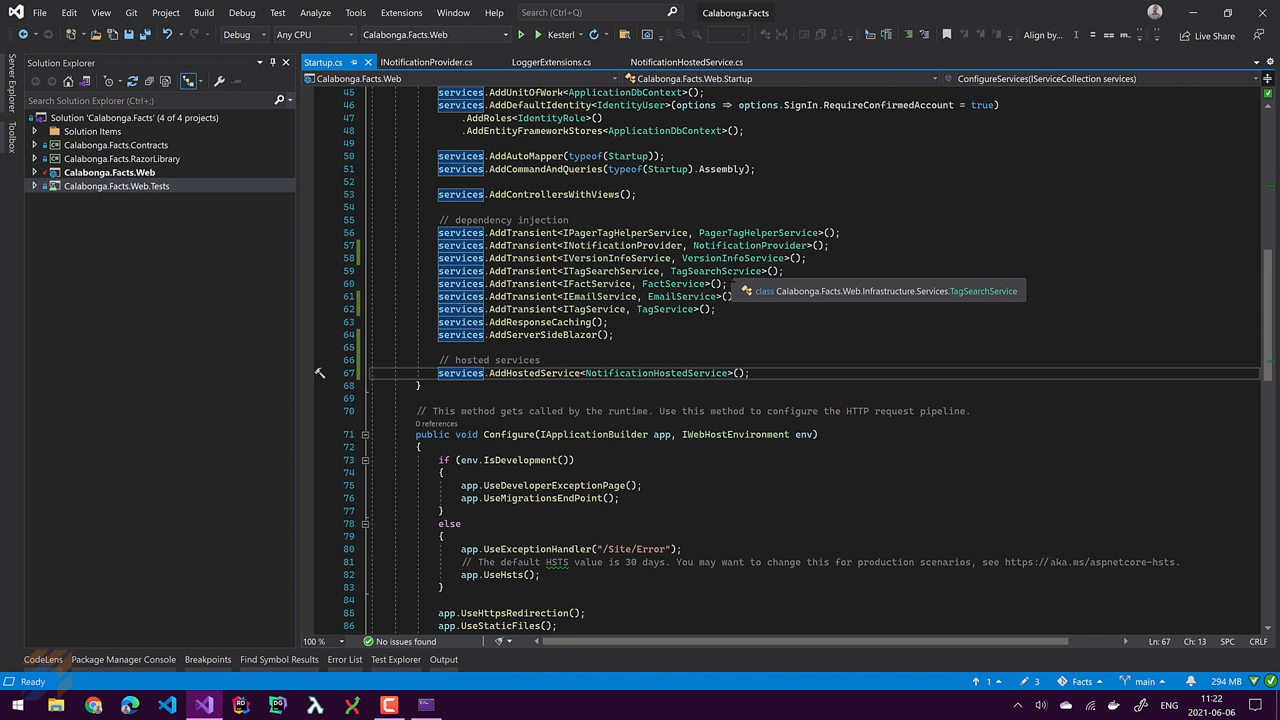 File Edit View Git Project Build Debug Test Analyze Tools Extensions Window Help Search (Ctrl+Q) Calabonga.Facts
Debug Any CPU Calabonga.Facts.Web Kesterl Align by... Live Share
Server Explorer
Toolbox
Solution Explorer
Search Solution Explorer (Ctrl+;)
Solution 'Calabonga.Facts' (4 of 4 projects)
Solution Items
Calabonga.Facts.Contracts
Calabonga.Facts.RazorLibrary
Calabonga.Facts.Web
Calabonga.Facts.Web.Tests
Startup.cs INotificationProvider.cs LoggerExtensions.cs NotificationHostedService.cs
Calabonga.Facts.Web Calabonga.Facts.Web.Startup ConfigureServices(IServiceCollection services)
45 services.AddUnitOfWork<ApplicationDbContext>();
46 services.AddDefaultIdentity<IdentityUser>(options => options.SignIn.RequireConfirmedAccount = true)
47 .AddRoles<IdentityRole>()
48 .AddEntityFrameworkStores<ApplicationDbContext>();
50 services.AddAutoMapper(typeof(Startup));
51 services.AddCommandAndQueries(typeof(Startup).Assembly);
52
53 services.AddControllersWithViews();
54
55 // dependency injection
56 services.AddTransient<IPagerTagHelperService, PagerTagHelperService>();
57 services.AddTransient<INotificationProvider, NotificationProvider>();
58 services.AddTransient<IVersionInfoService, VersionInfoService>();
59 services.AddTransient<ITagSearchService, TagSearchService>();
60 services.AddTransient<IFactService, FactService>();
61 services.AddTransient<IEmailService, EmailService>()
62 services.AddTransient<ITagService, TagService>();
63 services.AddResponseCaching();
64 services.AddServerSideBlazor();
65
66 // hosted services
67 services.AddHostedService<NotificationHostedService>();
68 }
69
70 // This method gets called by the runtime. Use this method to configure the HTTP request pipeline.
0 references
71 public void Configure(IApplicationBuilder app, IWebHostEnvironment env)
72 {
73 if (env.IsDevelopment())
74 {
75 app.UseDeveloperExceptionPage();
76 app.UseMigrationsEndPoint();
77 }
78 else
79 {
80 app.UseExceptionHandler("/Site/Error");
81 // The default HSTS value is 30 days. You may want to change this for production scenarios, see https://aka.ms/aspnetcore-hsts.
82 app.UseHsts();
83 }
84
85 app.UseHttpsRedirection();
86 app.UseStaticFiles();
class Calabonga.Facts.Web.Infrastructure.Services.TagSearchService
100 % No issues found Ln: 67 Ch: 13 SPC CRLF
CodeLens Package Manager Console Breakpoints Find Symbol Results Error List Test Explorer Output
Ready 1 3 Facts main 294 MB
ENG 11:22
2021-06-06